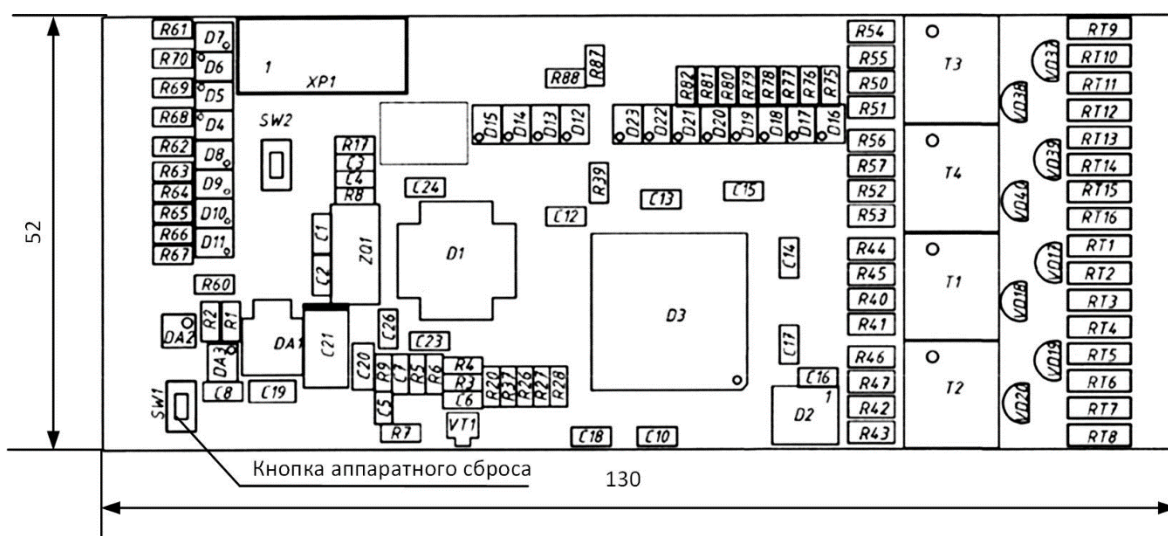 R61
R70
R69
R68
R62
R63
R64
R65
R66
R67
R60
D7
D6
D5
D4
D8
D9
D10
D11
1
XP1
SW2
R17
C3
C4
R8
C1
C2
ZQ1
C24
D1
D15
D14
D13
D12
R88
R87
R39
C12
C13
C15
R82
R81
R80
R79
R78
R77
R76
R75
D23
D22
D21
D20
D19
D18
D17
D16
C14
C17
D3
C16
1
D2
R54
R55
R50
R51
R56
R57
R52
R53
R44
R45
R40
R41
R46
R47
R42
R43
T3
T4
T1
T2
VD37
VD38
VD39
VD40
VD17
VD18
VD19
VD20
RT9
RT10
RT11
RT12
RT13
RT14
RT15
RT16
RT1
RT2
RT3
RT4
RT5
RT6
RT7
RT8
DA2
R2
R1
DA3
DA1
C21
C8
C19
SW1
C20
C26
C23
R9
C7
R5
R6
R4
R3
C6
C5
R7
VT1
R20
R37
R26
R27
R28
C18
C10
52
Кнопка аппаратного сброса
130